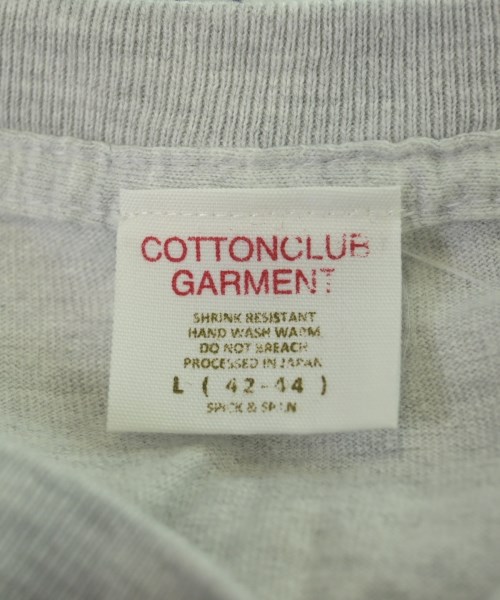 COTTONCLUB
GARMENT
SHRINK RESISTANT
HAND WASH WARM
DO NOT BREACH
PROCESSED IN JAPAN
L ( 42-44 )
SPICK & SPAN